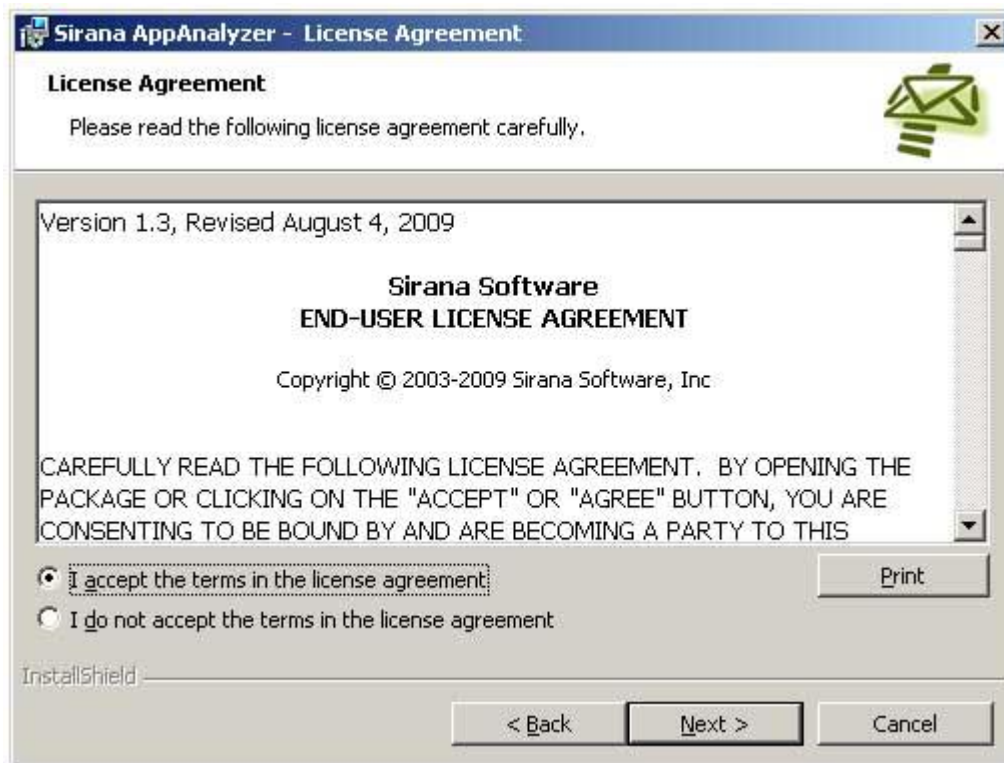 Sirana AppAnalyzer - License Agreement
License Agreement
Please read the following license agreement carefully.
Version 1.3, Revised August 4, 2009
Sirana Software
END-USER LICENSE AGREEMENT
Copyright © 2003-2009 Sirana Software, Inc
CAREFULLY READ THE FOLLOWING LICENSE AGREEMENT.  BY OPENING THE
PACKAGE OR CLICKING ON THE "ACCEPT" OR "AGREE" BUTTON, YOU ARE
CONSENTING TO BE BOUND BY AND ARE BECOMING A PARTY TO THIS
I accept the terms in the license agreement
Print
I do not accept the terms in the license agreement
InstallShield
< Back
Next >
Cancel